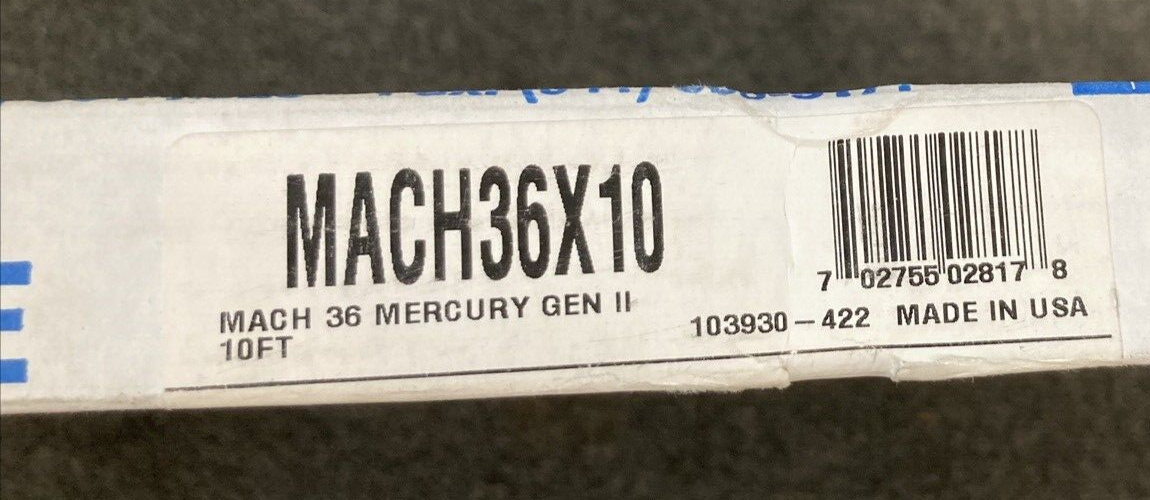 MACH36X10
MACH 36 MERCURY GEN II
10FT
7 02755 02817 8
103930-422 MADE IN USA